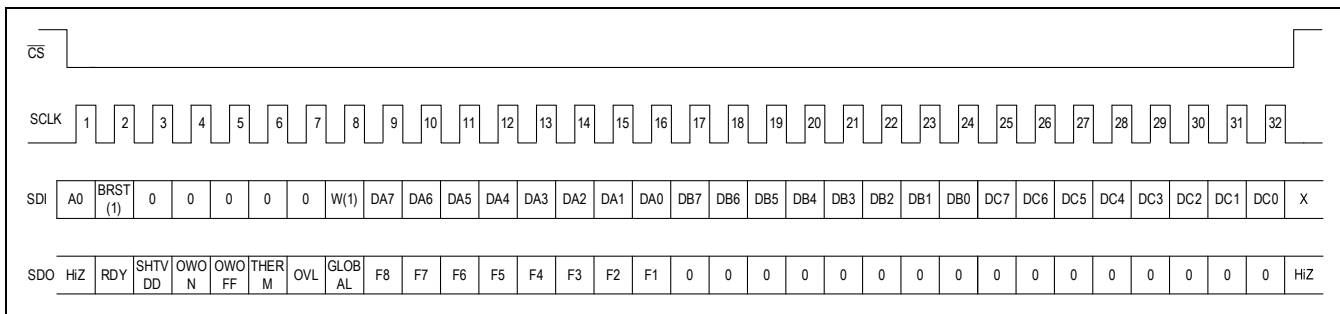 CS
SCLK 1 2 3 4 5 6 7 8 9 10 11 12 13 14 15 16 17 18 19 20 21 22 23 24 25 26 27 28 29 30 31 32
SDI A0 BRST (1) 0 0 0 0 0 W(1) DA7 DA6 DA5 DA4 DA3 DA2 DA1 DA0 DB7 DB6 DB5 DB4 DB3 DB2 DB1 DB0 DC7 DC6 DC5 DC4 DC3 DC2 DC1 DC0 X
SDO HiZ RDY SHTV DD OWO N OWO FF THER M OVL GLOB AL F8 F7 F6 F5 F4 F3 F2 F1 0 0 0 0 0 0 0 0 0 0 0 0 0 0 0 0 HiZ